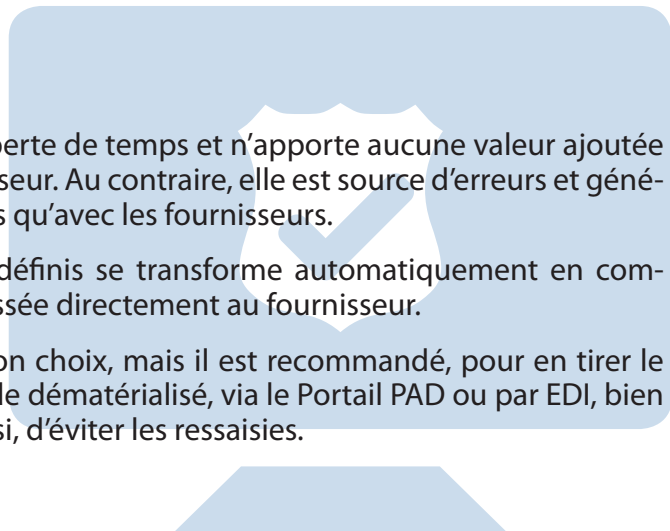 perte de temps et n’apporte aucune valeur ajoutée
seur. Au contraire, elle est source d’erreurs et géné-
s qu’avec les fournisseurs.
définis se transforme automatiquement en com-
ssée directement au fournisseur.
on choix, mais il est recommandé, pour en tirer le
le dématérialisé, via le Portail PAD ou par EDI, bien
si, d’éviter les ressaisies.